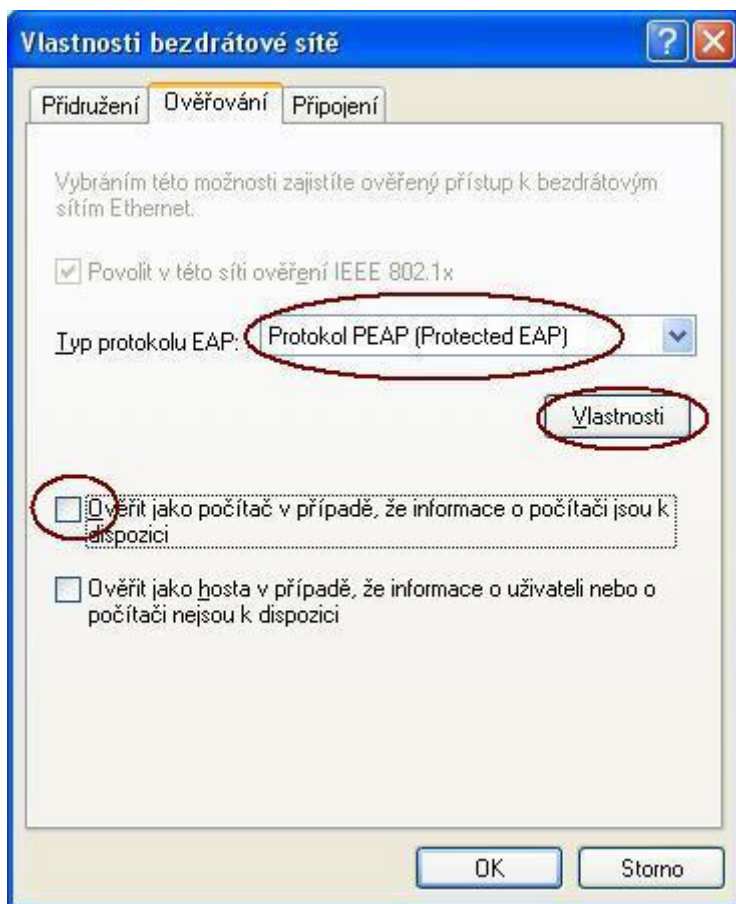 Vlastnosti bezdrátové sítě
Přidružení Ověřování Připojení
Vybráním této možnosti zajistíte ověřený přístup k bezdrátovým
sítím Ethernet.
Povolit v této síti ověření IEEE 802.1x
Typ protokolu EAP: Protokol PEAP (Protected EAP)
Vlastnosti
Ověřit jako počítač v případě, že informace o počítači jsou k
dispozici
Ověřit jako hosta v případě, že informace o uživateli nebo o
počítači nejsou k dispozici
OK Storno